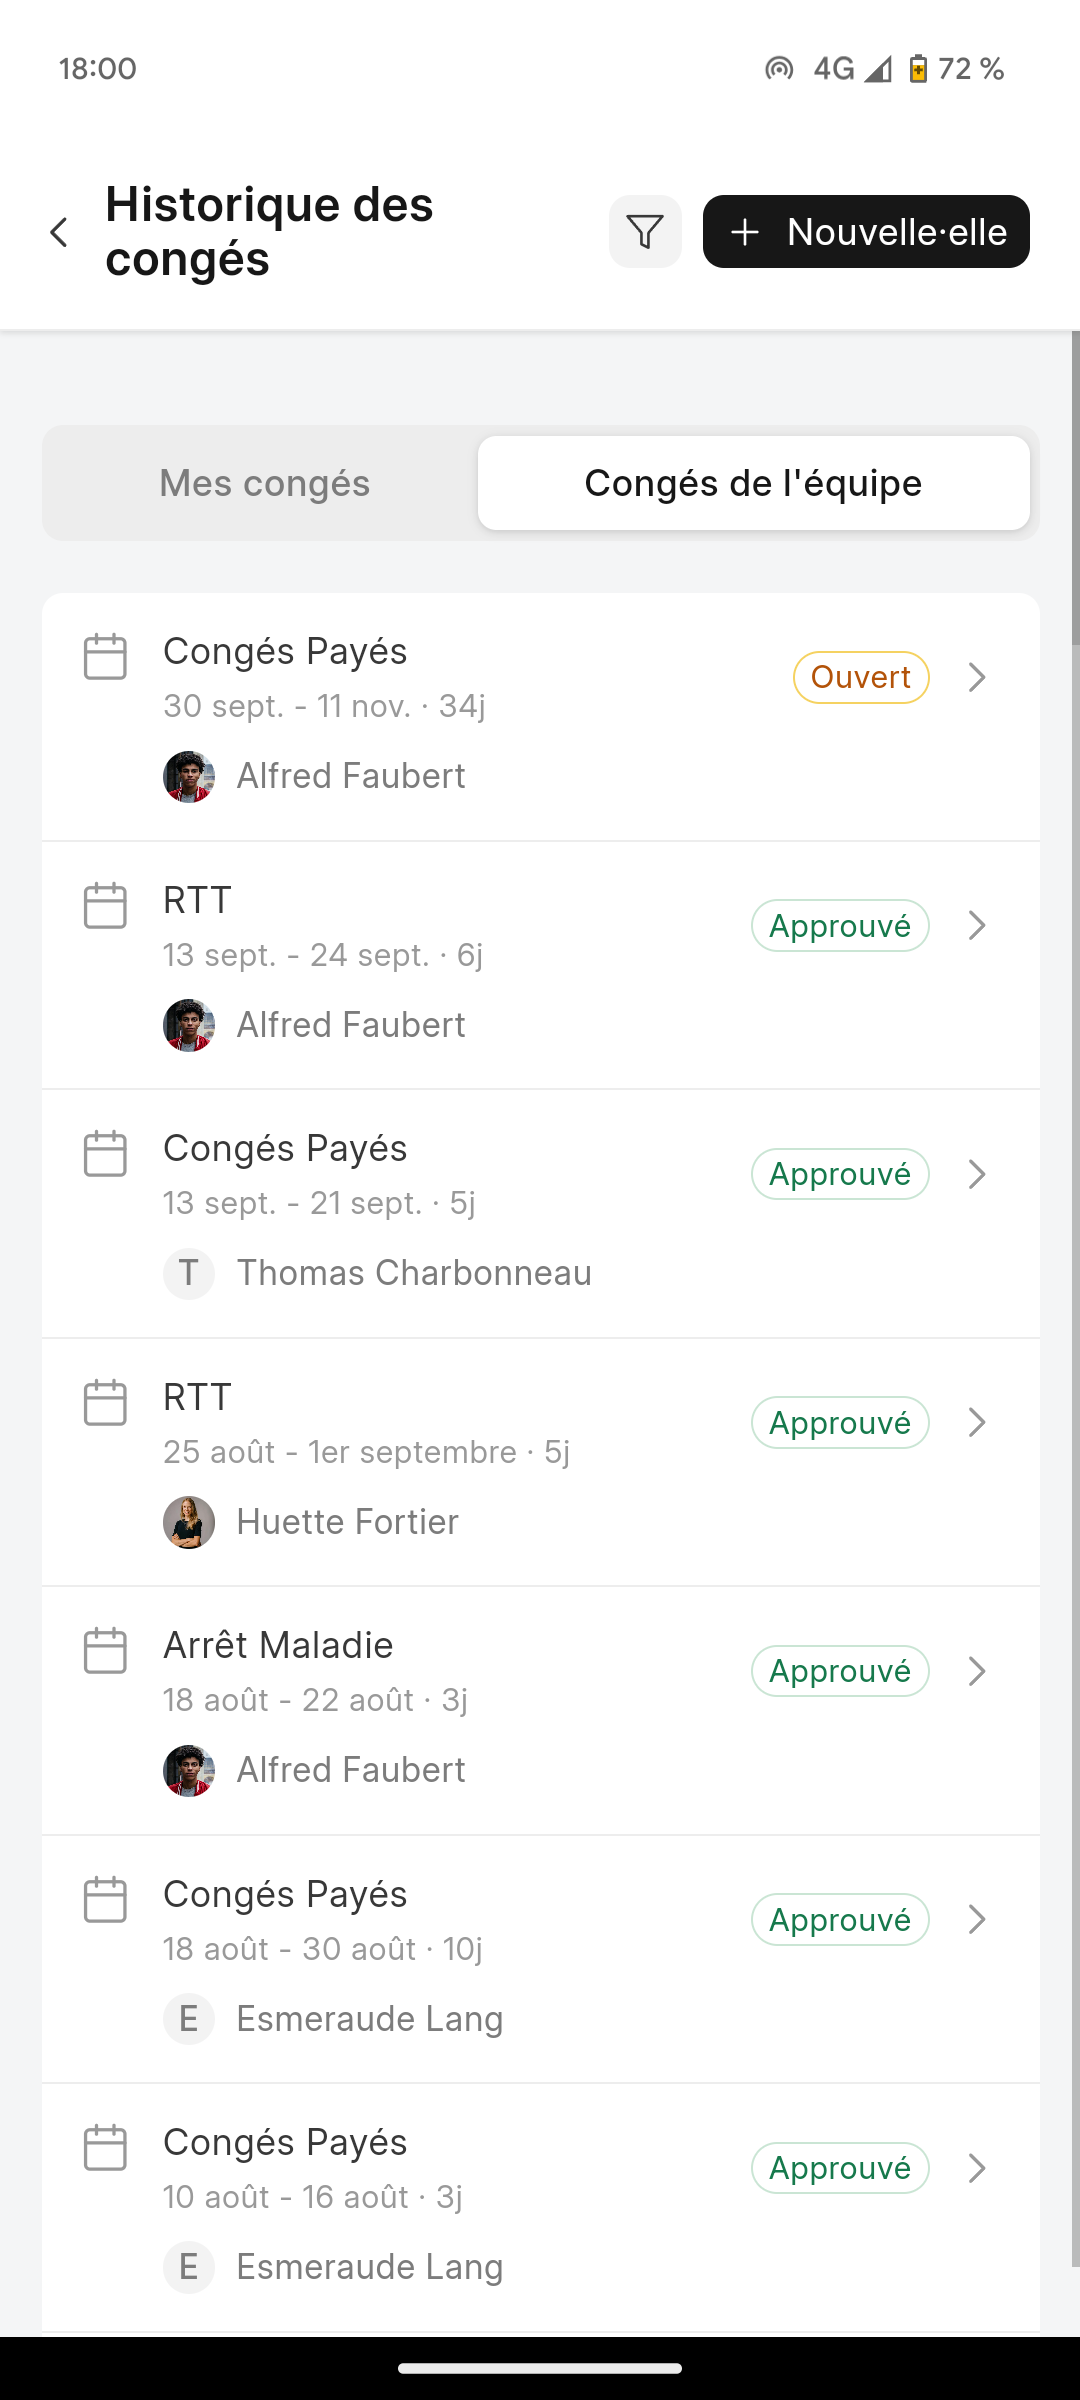 18:00
4G 72 %
Historique des
congés
Nouvelle·elle
Mes congés
Congés de l'équipe
Congés Payés
Ouvert
30 sept. - 11 nov. · 34j
Alfred Faubert
RTT
Approuvé
13 sept. - 24 sept. · 6j
Alfred Faubert
Congés Payés
Approuvé
13 sept. - 21 sept. · 5j
T
Thomas Charbonneau
RTT
Approuvé
25 août - 1er septembre · 5j
Huette Fortier
Arrêt Maladie
Approuvé
18 août - 22 août · 3j
Alfred Faubert
Congés Payés
Approuvé
18 août - 30 août · 10j
E
Esmeraude Lang
Congés Payés
Approuvé
10 août - 16 août · 3j
E
Esmeraude Lang